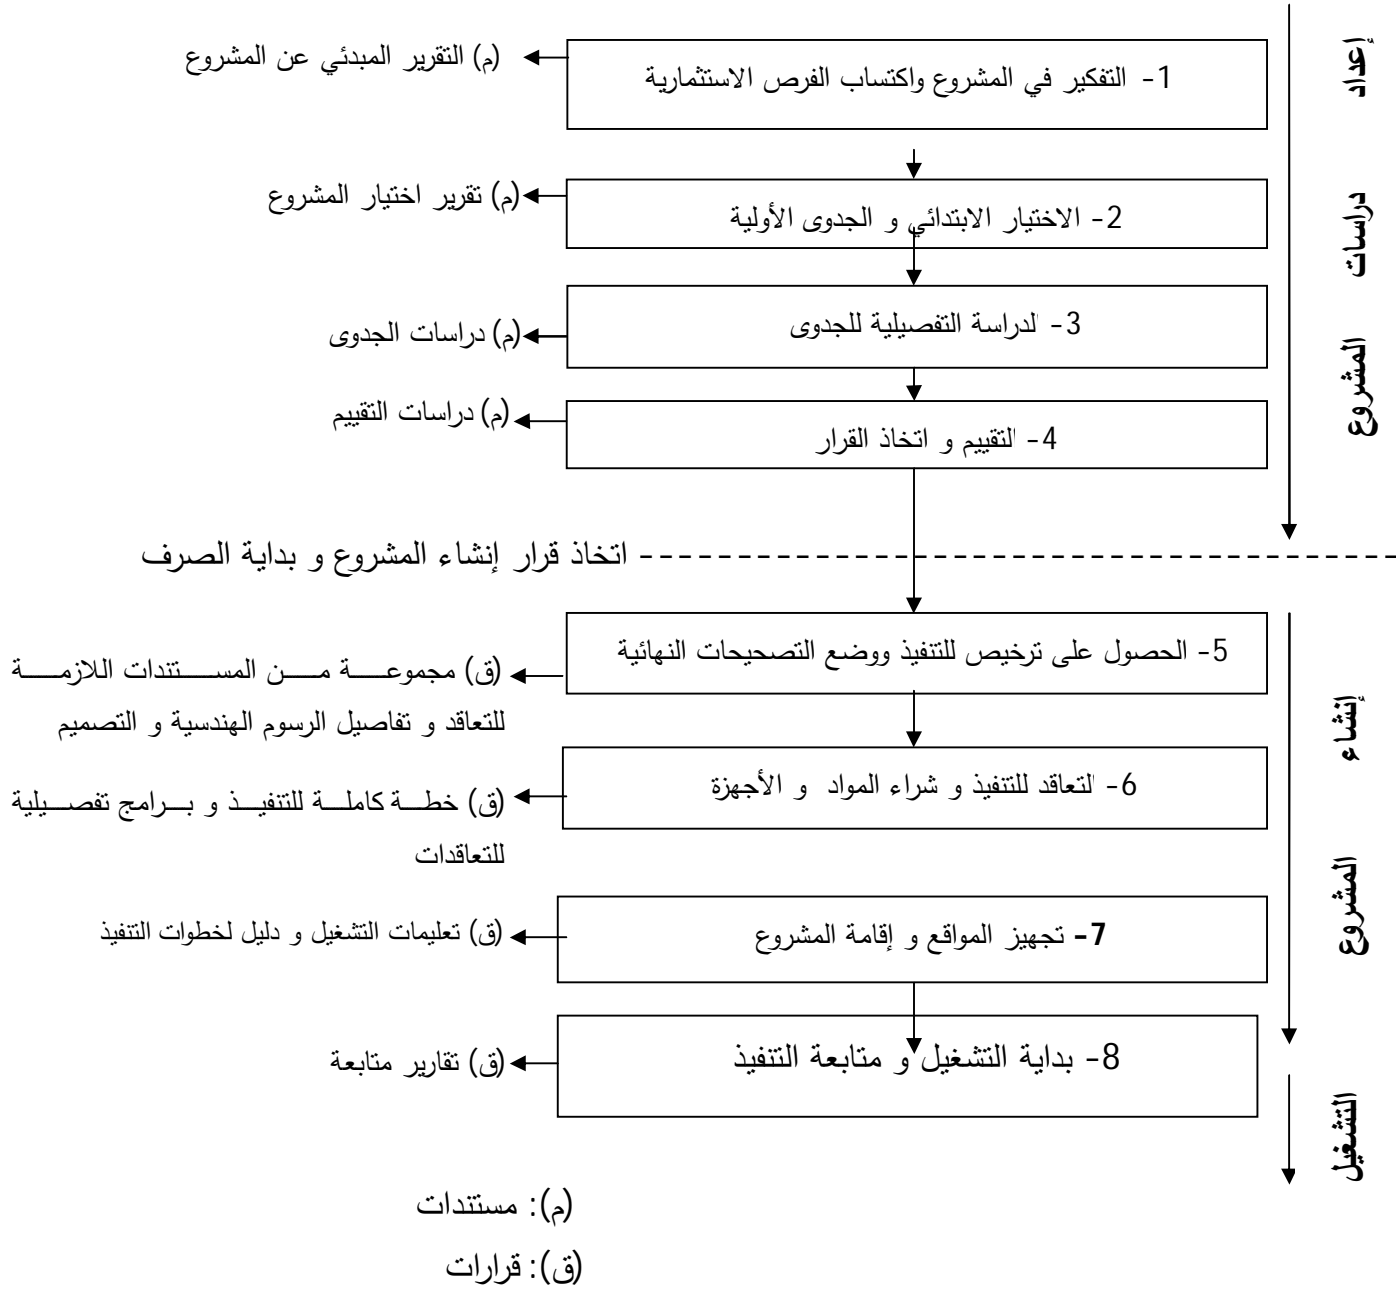 1- التفكير في المشروع واكتساب الفرص الاستثمارية
(م) التقرير المبدئي عن المشروع
2- الاختيار الابتدائي و الجدوى الأولية
(م) تقرير اختيار المشروع
3- الدراسة التفصيلية للجدوى
(م) دراسات الجدوى
4- التقييم و اتخاذ القرار
(م) دراسات التقييم
إعداد دراسات المشروع
اتخاذ قرار إنشاء المشروع و بداية الصرف
5- الحصول على ترخيص للتنفيذ ووضع التصحيحات النهائية
(ق) مجموعة من المستندات اللازمة
للتعاقد و تفاصيل الرسوم الهندسية و التصميم
6- التعاقد للتنفيذ و شراء المواد و الأجهزة
(ق) خطة كاملة للتنفيذ و برامج تفصيلية
للتعاقدات
7- تجهيز المواقع و إقامة المشروع
(ق) تعليمات التشغيل و دليل لخطوات التنفيذ
إنشاء المشروع
8- بداية التشغيل و متابعة التنفيذ
(ق) تقارير متابعة
التشغيل
(م): مستندات
(ق): قرارات